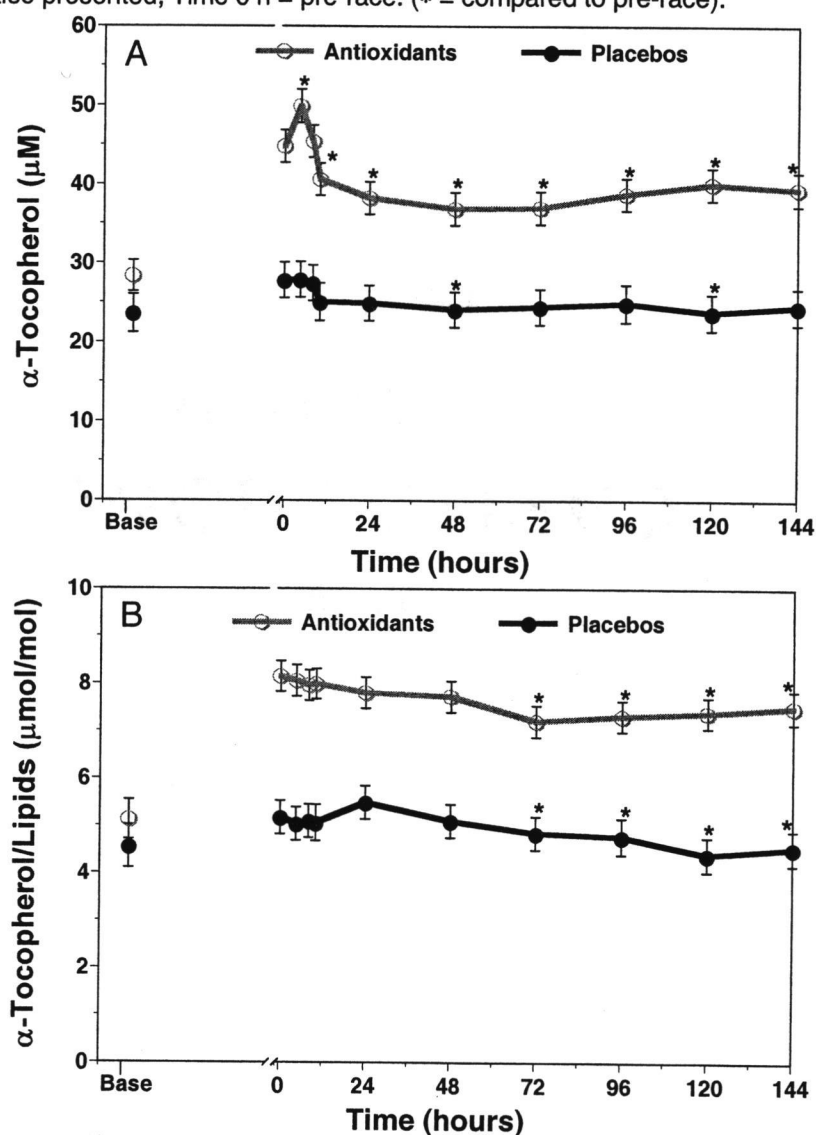 also presented, Time 0 h = pre-race. (* = compared to pre-race).
A
Antioxidants
Placebos
60
50
40
30
20
10
0
α-Tocopherol (μM)
* * * * * * * *
* *
Base 0 24 48 72 96 120 144
Time (hours)
B
Antioxidants
Placebos
10
8
6
4
2
0
α-Tocopherol/Lipids (μmol/mol)
* * * *
* * * *
Base 0 24 48 72 96 120 144
Time (hours)